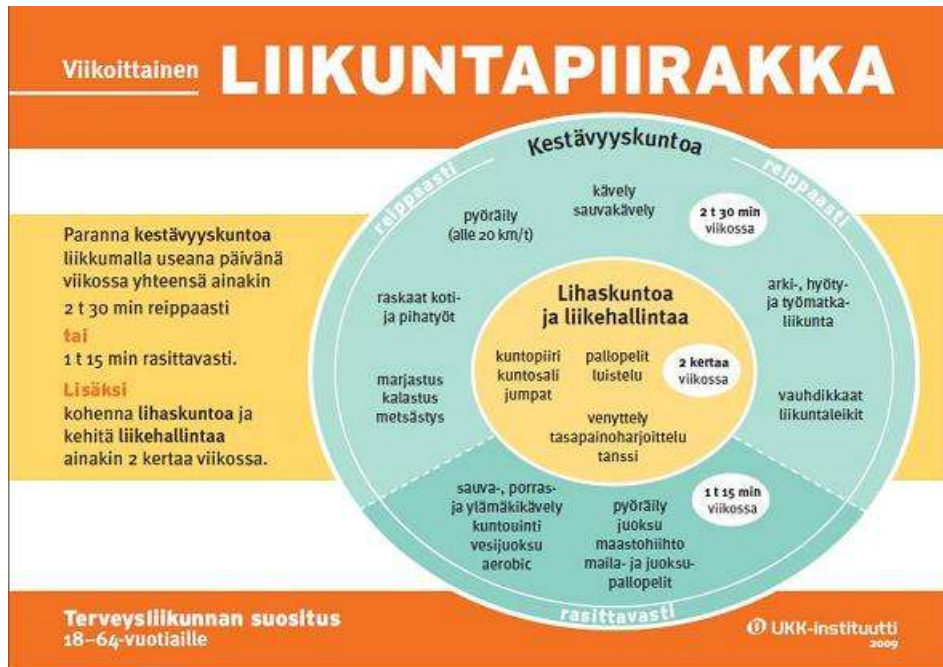 Viikoittainen LIIKUNTAPIIRAKKA
Paranna kestävyyskuntoa
liikkumalla useana päivänä
viikossa yhteensä ainakin
2 t 30 min reippaasti
tai
1 t 15 min rasittavasti.
Lisäksi
kohenna lihaskuntoa ja
kehitä liikehallintaa
ainakin 2 kertaa viikossa.
Kestävyyskuntoa
reippaasti
reippaasti
kävely
sauvakävely
2 t 30 min
viikossa
pyöräily
(alle 20 km/t)
raskaat koti-
ja pihatyöt
arki-, hyöty-
ja työmatka-
liikunta
marjastus
kalastus
metsästys
vauhdikkaat
liikuntaleikit
Lihaskuntoa
ja liikehallintaa
kuntopiiri
kuntosali
jumpat
pallopelit
luistelu
2 kertaa
viikossa
venyttely
tasapainoharjoittelu
tanssi
sauva-, porras-
ja ylämäkikävely
kuntouinti
vesijuoksu
aerobic
pyöräily
juoksu
maastohiihto
maila- ja juoksu-
pallopelit
1 t 15 min
viikossa
rasittavasti
Terveysliikunnan suositus
18–64-vuotiaille
UKK-instituutti
2009